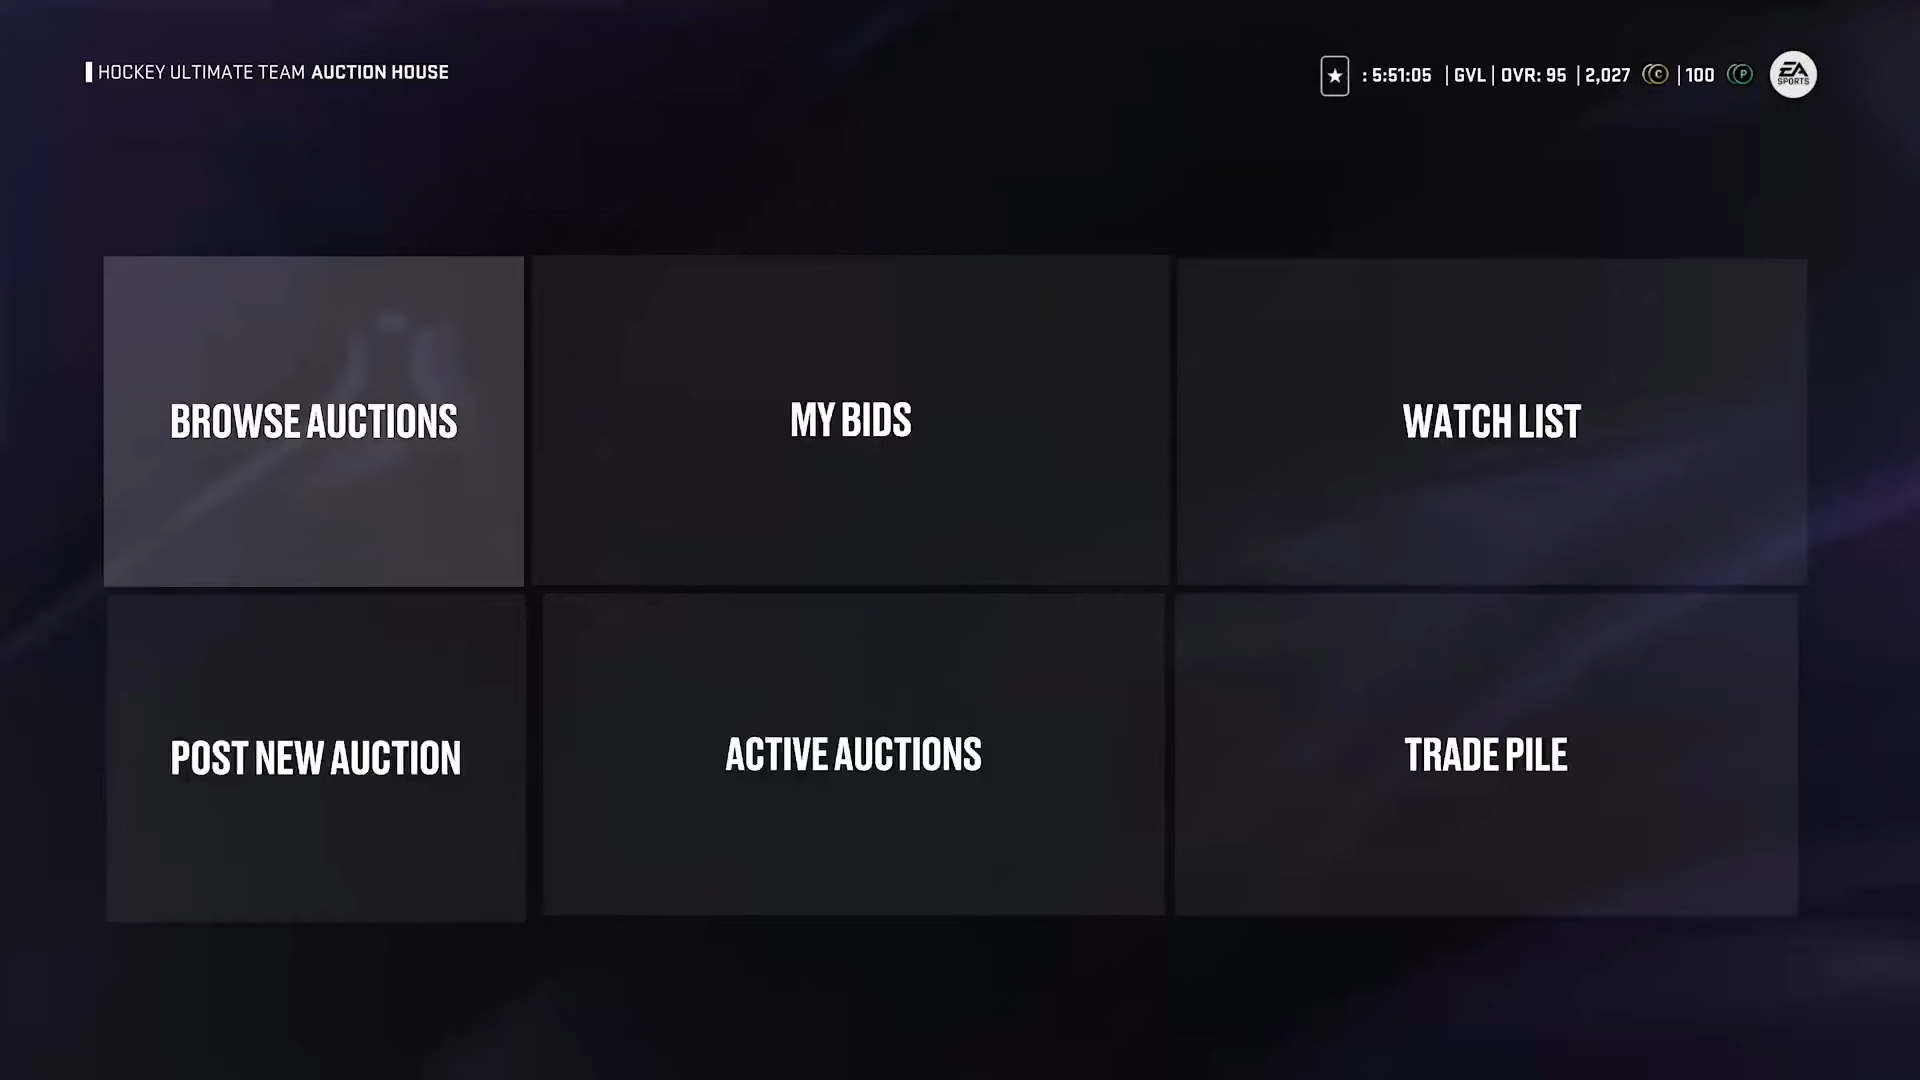 HOCKEY ULTIMATE TEAM AUCTION HOUSE
: 5:51:05 | GVL | OVR: 95 | 2,027 C | 100 P EA SPORTS
BROWSE AUCTIONS
MY BIDS
WATCH LIST
POST NEW AUCTION
ACTIVE AUCTIONS
TRADE PILE